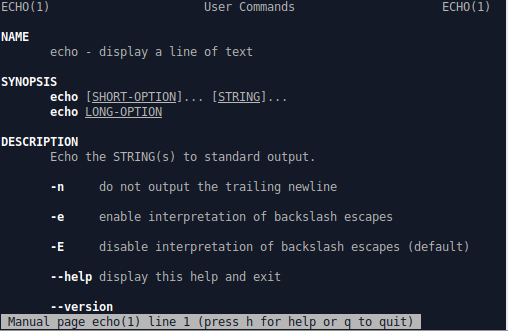 ECHO(1) User Commands ECHO(1)
NAME
echo - display a line of text
SYNOPSIS
echo [SHORT-OPTION]... [STRING]...
echo LONG-OPTION
DESCRIPTION
Echo the STRING(s) to standard output.
-n do not output the trailing newline
-e enable interpretation of backslash escapes
-E disable interpretation of backslash escapes (default)
--help display this help and exit
--version
Manual page echo(1) line 1 (press h for help or q to quit)